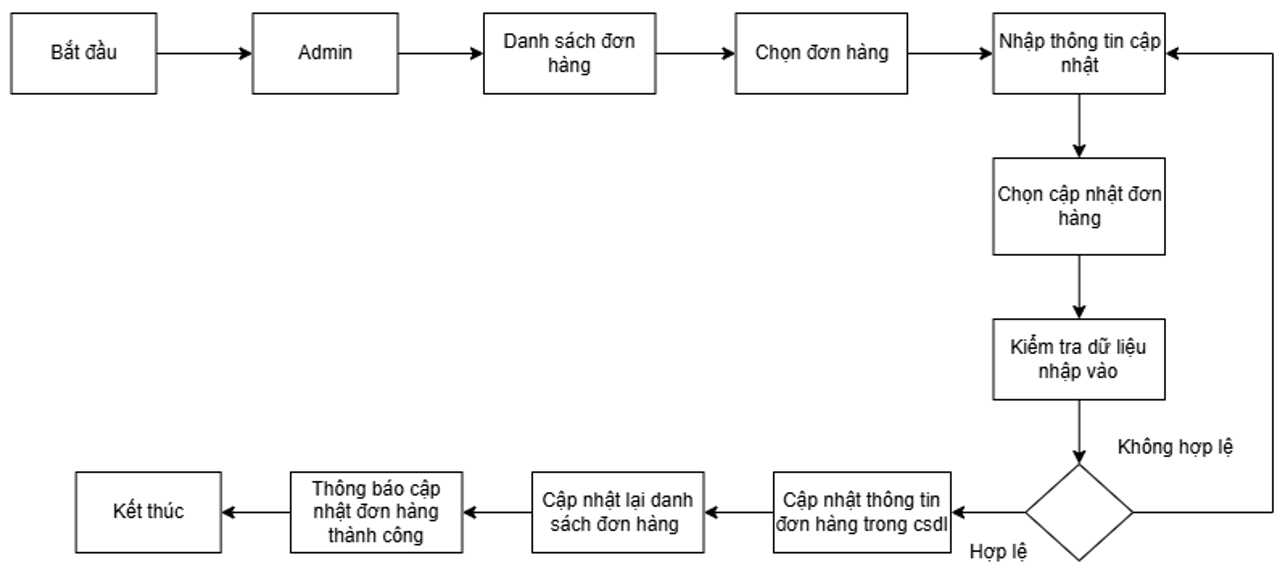 Bắt đầu
Admin
Danh sách đơn
hàng
Chọn đơn hàng
Nhập thông tin cập
nhật
Chọn cập nhật đơn
hàng
Kiểm tra dữ liệu
nhập vào
Không hợp lệ
Hợp lệ
Cập nhật thông tin
đơn hàng trong csdl
Cập nhật lại danh
sách đơn hàng
Thông báo cập
nhật đơn hàng
thành công
Kết thúc